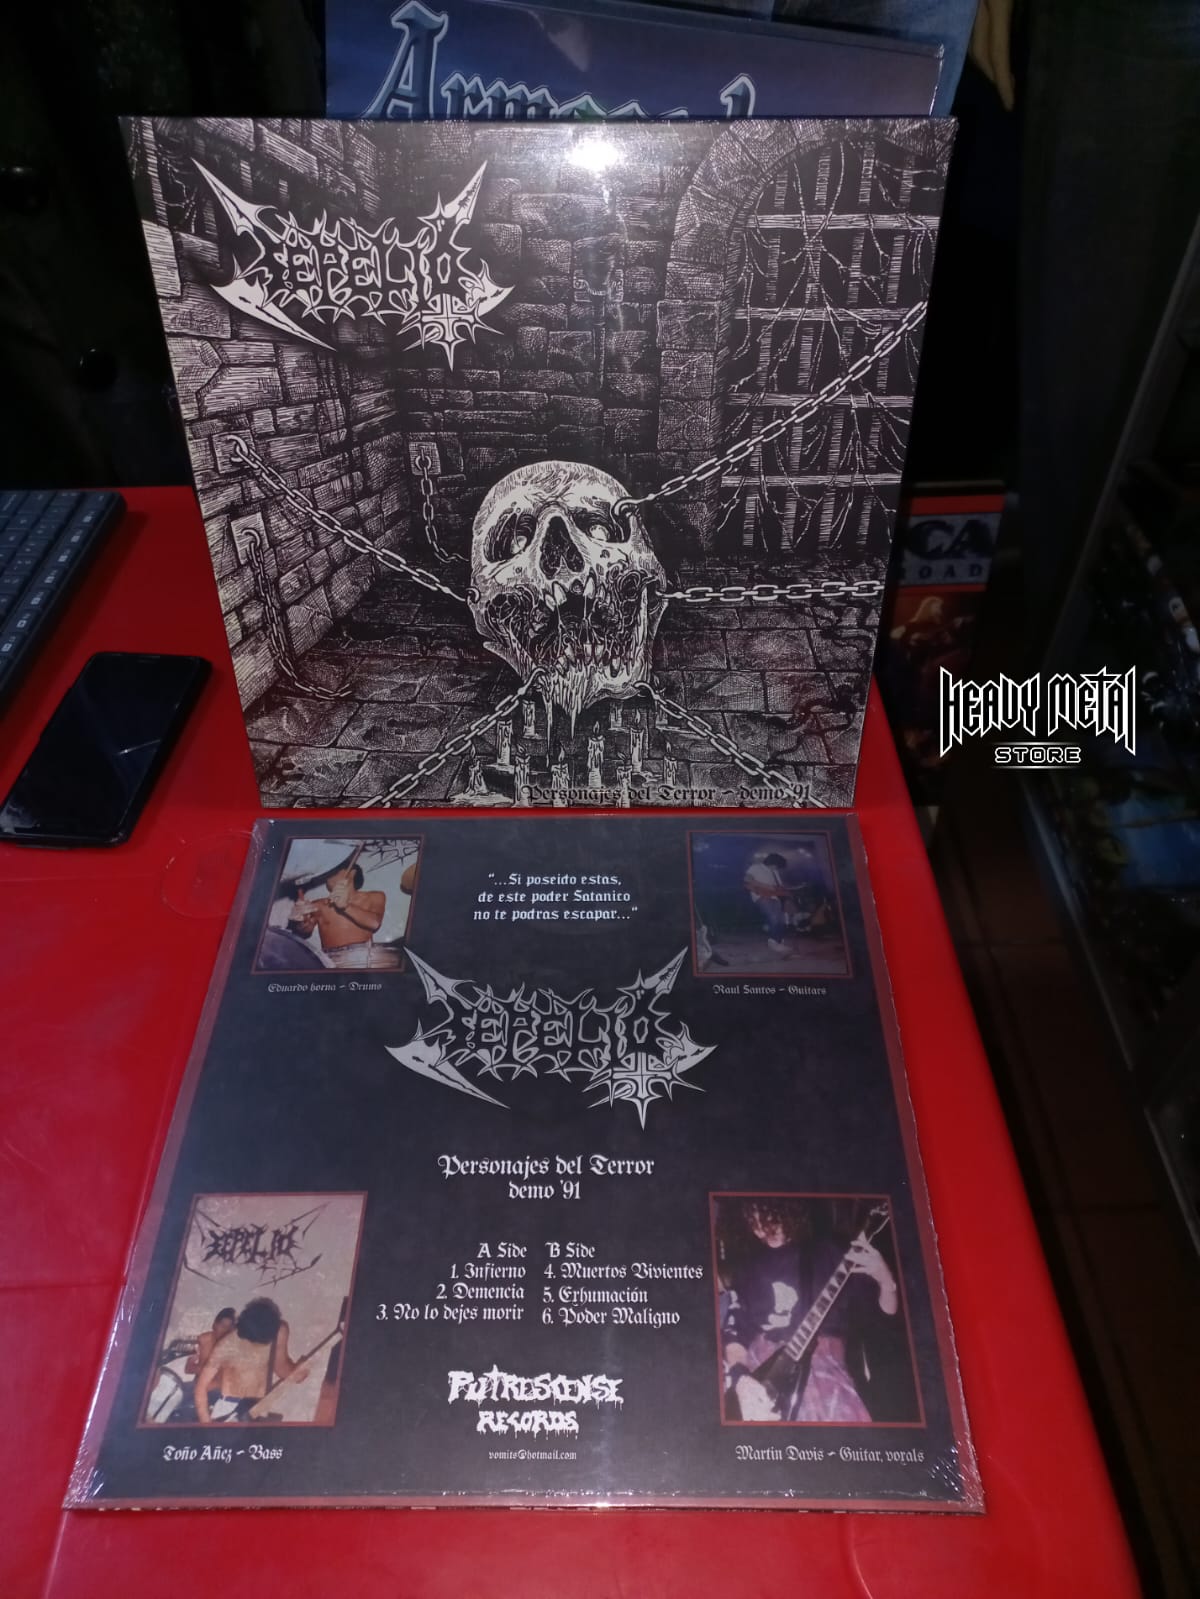 SEPELIO
Personajes del Terror - demo '91
HEAVY METAL
STORE
"...Si poseido estas,
de este poder Satanico
no te podras escapar..."
Eduardo horna - Drums
Raul Santos - Guitars
SEPELIO
Personajes del Terror
demo '91
A Side B Side
1. Infierno 4. Muertos Vivientes
2. Demencia 5. Exhumación
3. No lo dejes morir 6. Poder Maligno
SEPELIO
PUTRESCENSE
RECORDS
vomits@hotmail.com
Toño Añez - Bass
Martin Davis - Guitar, vocals